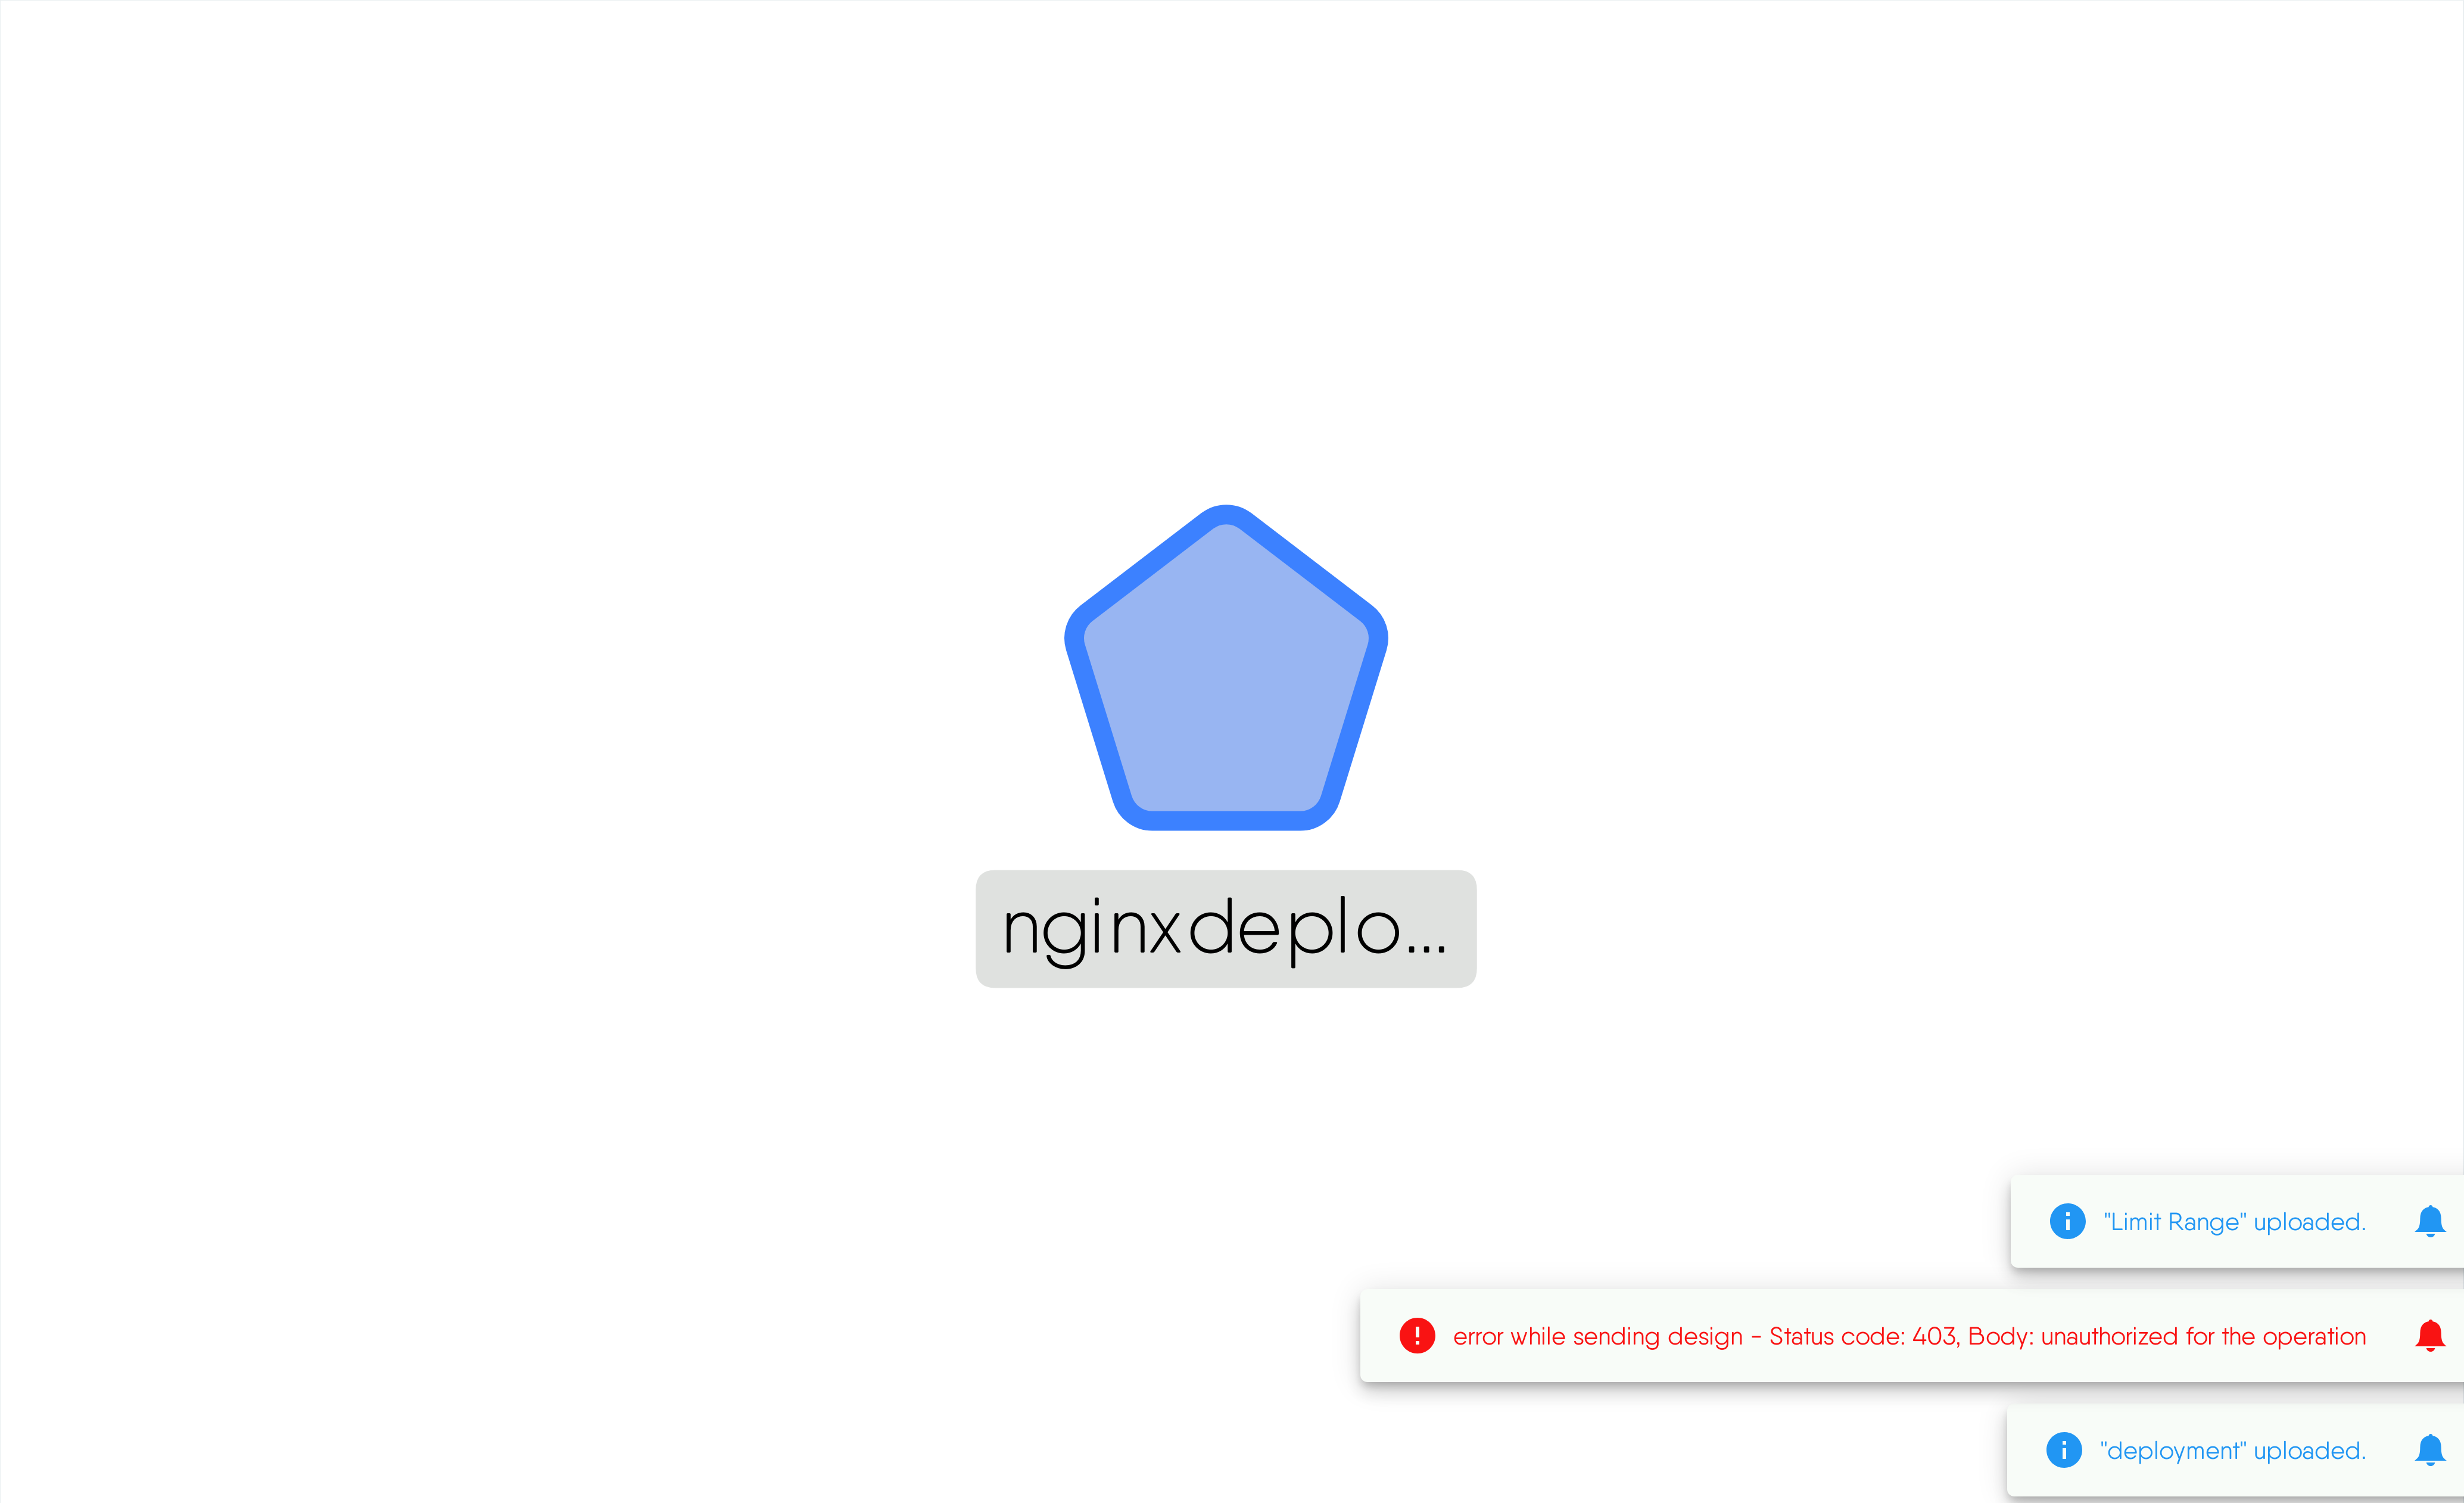 nginxdeplo...
"Limit Range" uploaded.
error while sending design - Status code: 403, Body: unauthorized for the operation
"deployment" uploaded.